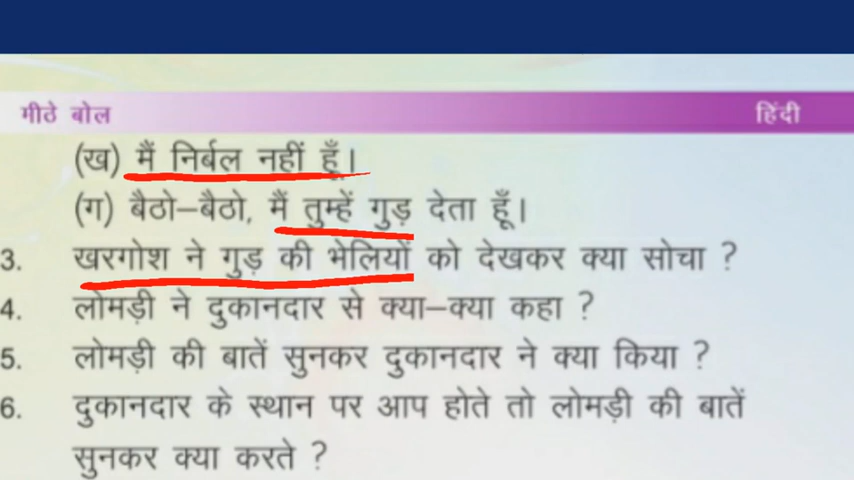 मीठे बोल हिंदी
(ख) मैं निर्बल नहीं हूँ।
(ग) बैठो–बैठो, मैं तुम्हें गुड़ देता हूँ।
3. खरगोश ने गुड़ की भेलियों को देखकर क्या सोचा ?
4. लोमड़ी ने दुकानदार से क्या–क्या कहा ?
5. लोमड़ी की बातें सुनकर दुकानदार ने क्या किया ?
6. दुकानदार के स्थान पर आप होते तो लोमड़ी की बातें
सुनकर क्या करते ?